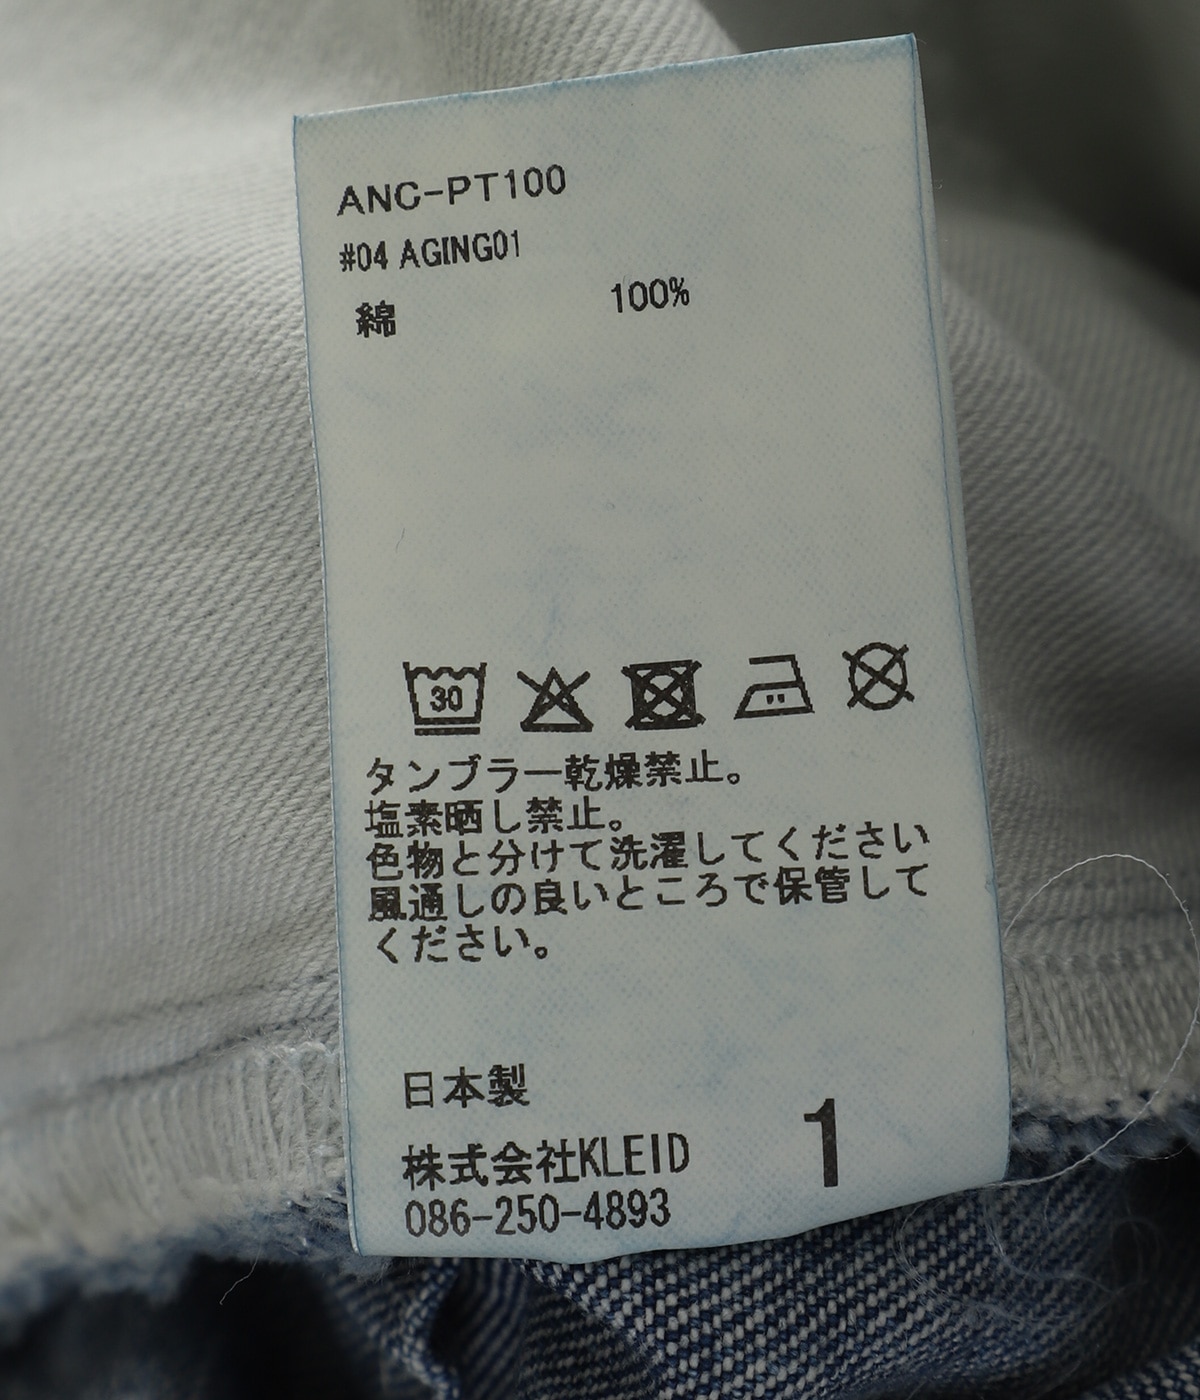 ANC-PT100
#04 AGING01
綿 100%
30
タンブラー乾燥禁止。
塩素晒し禁止。
色物と分けて洗濯してください
風通しの良いところで保管して
ください。
日本製
株式会社KLEID
086-250-4893
1